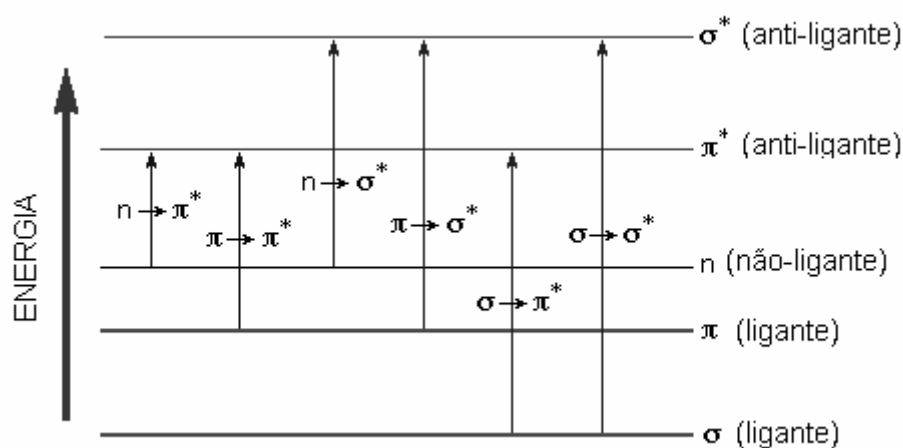 σ* (anti-ligante)
π* (anti-ligante)
n → σ*
n → π*
π → π*
π → σ*
σ → σ*
n (não-ligante)
σ → π*
π (ligante)
σ (ligante)
ENERGIA